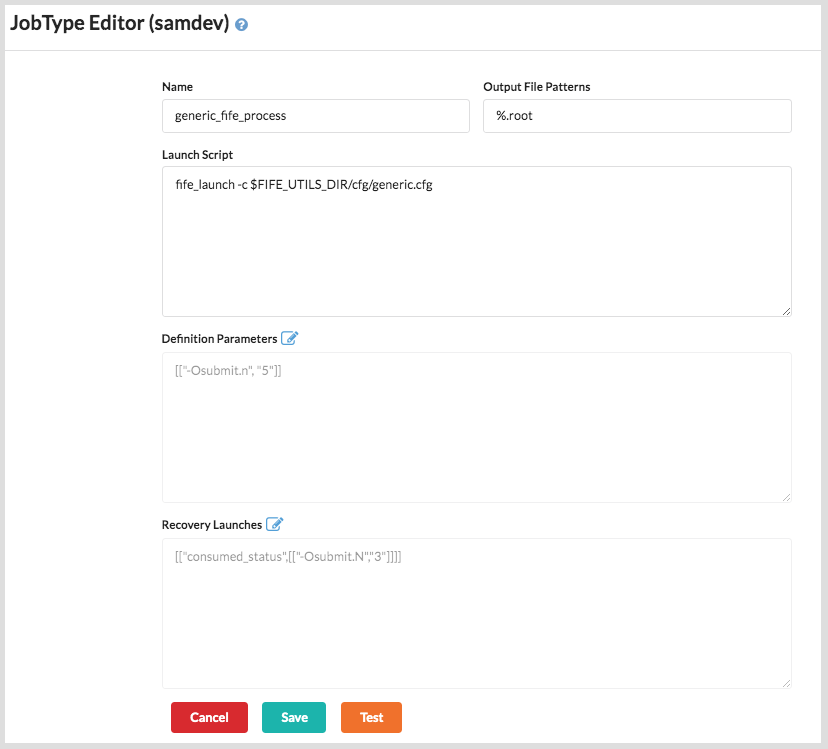 JobType Editor (samdev) ?
Name
Output File Patterns
generic_fife_process
%.root
Launch Script
fife_launch -c $FIFE_UTILS_DIR/cfg/generic.cfg
Definition Parameters
[["-Osubmit.n", "5"]]
Recovery Launches
[["consumed_status",[["-Osubmit.N","3"]]]]
Cancel
Save
Test